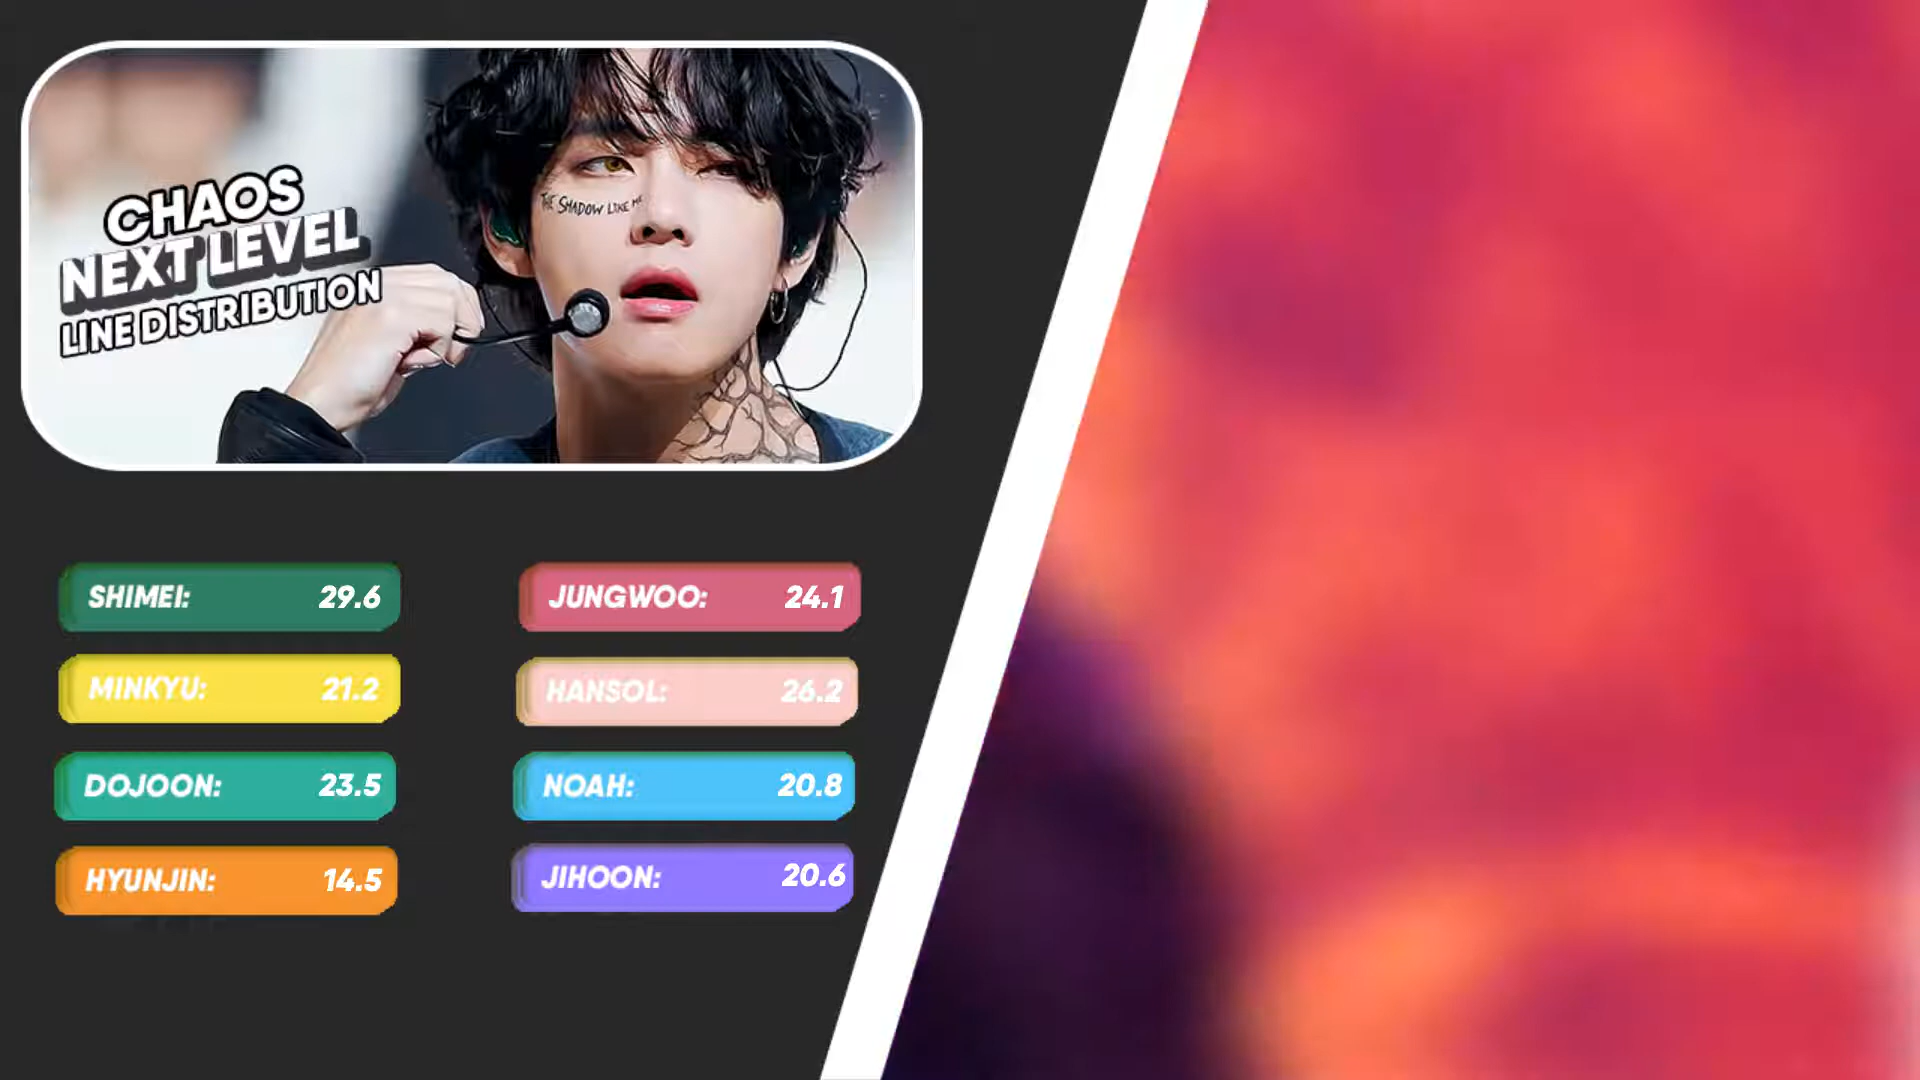 CHAOS
NEXT LEVEL
LINE DISTRIBUTION
THE SHADOW LIKE ME
SHIMEI: 29.6
JUNGWOO: 24.1
MINKYU: 21.2
HANSOL: 26.2
DOJOON: 23.5
NOAH: 20.8
HYUNJIN: 14.5
JIHOON: 20.6